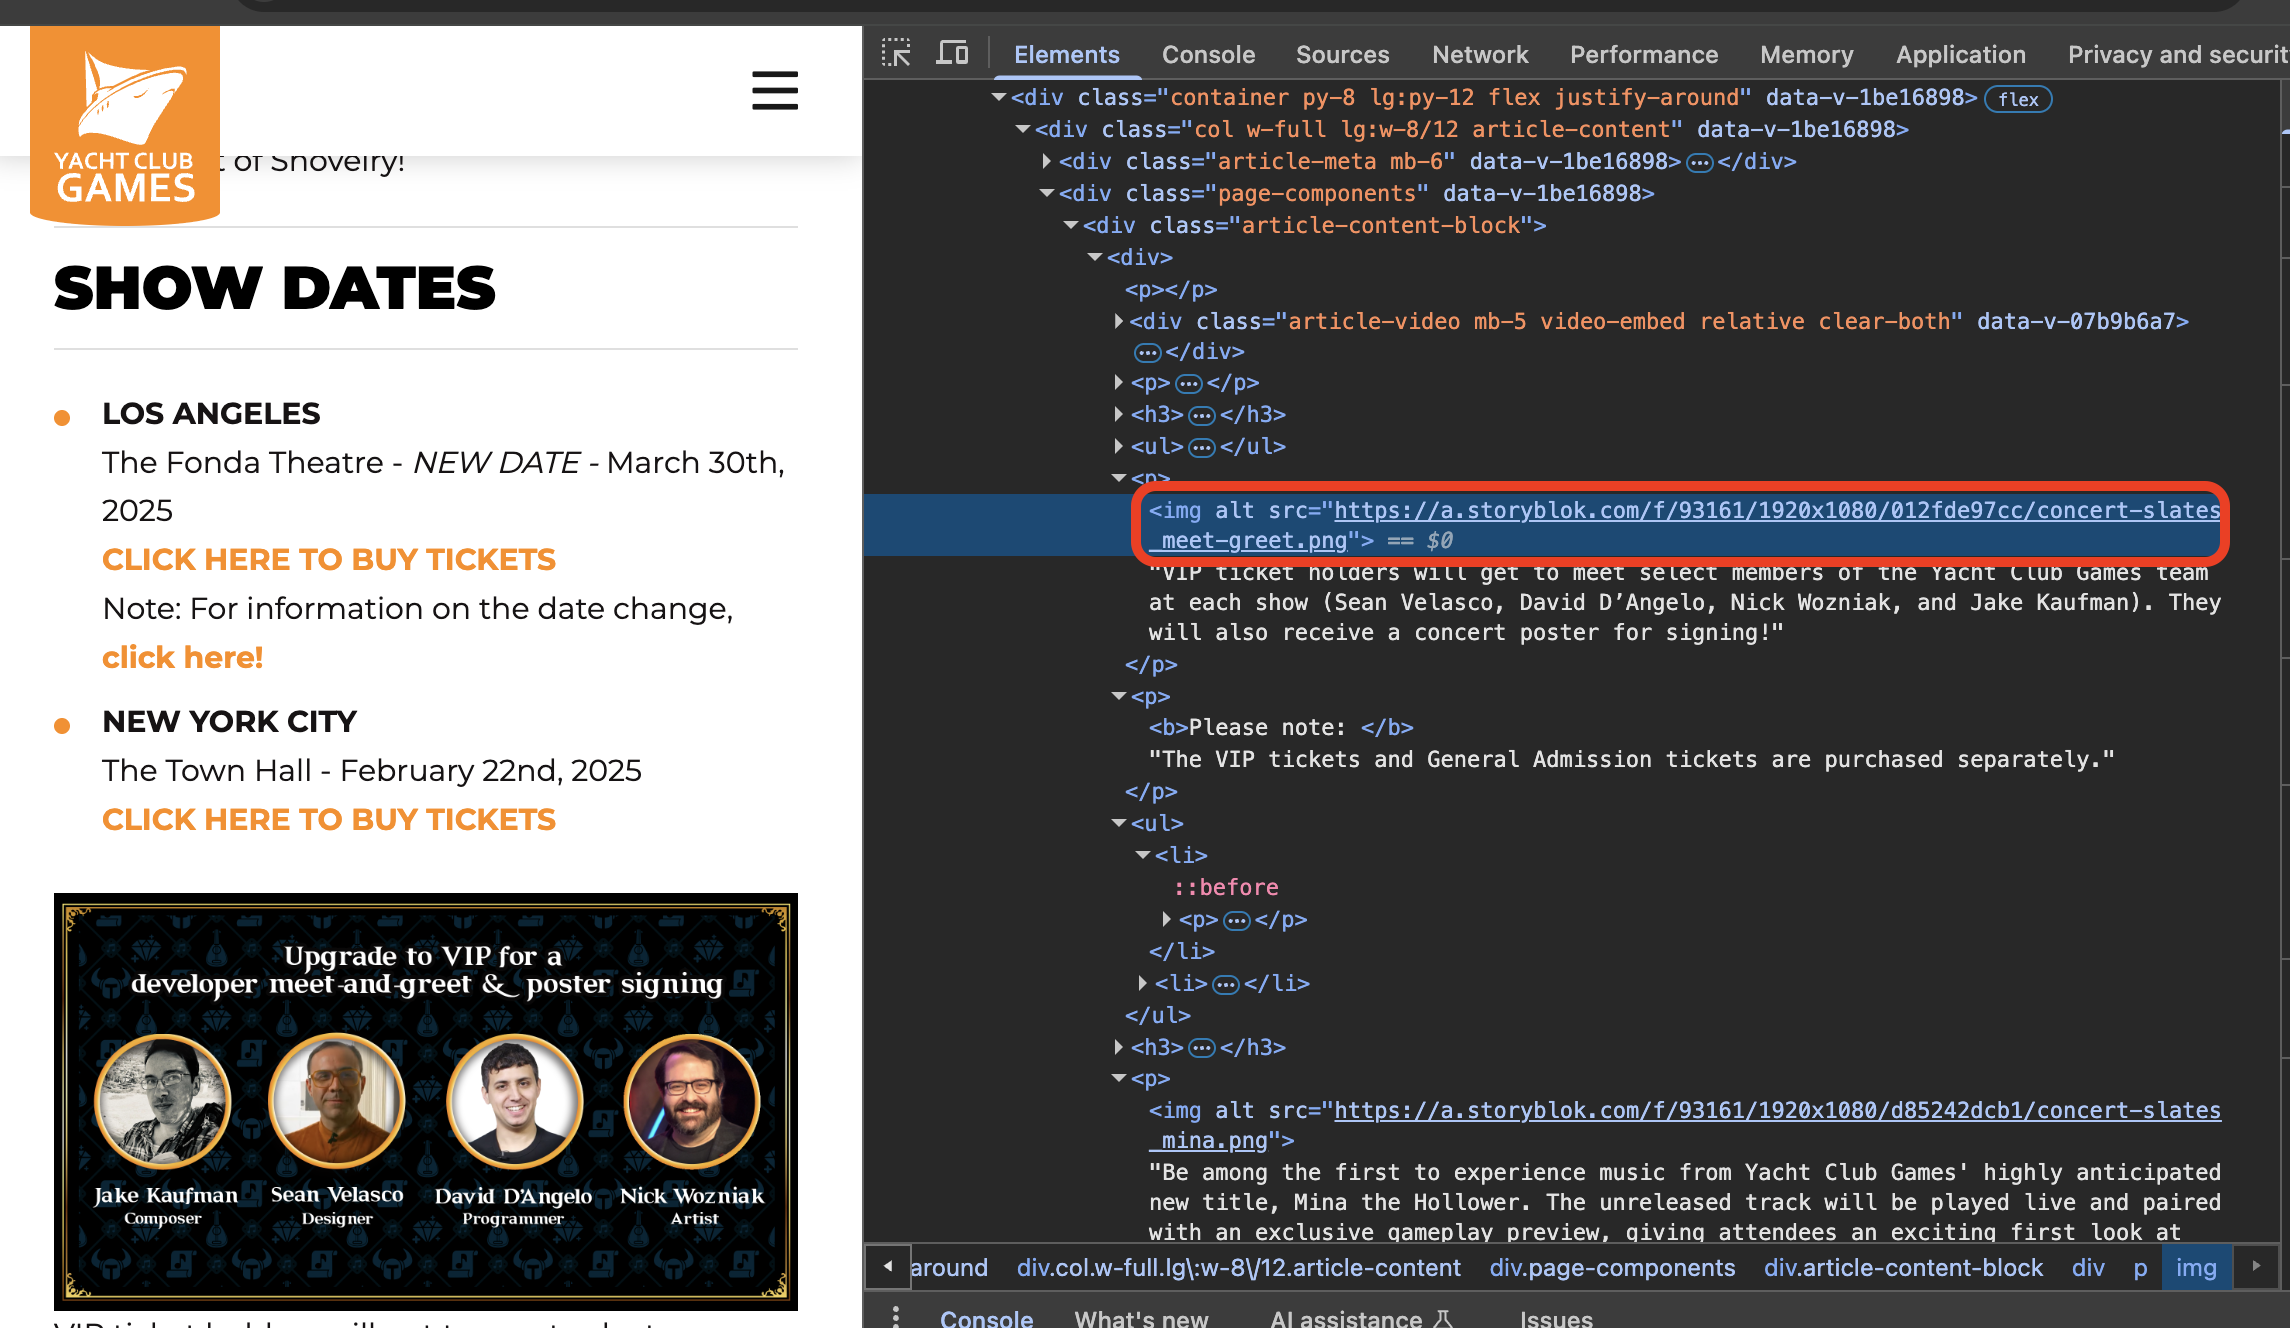 YACHT CLUB
GAMES
t of Shovelry!
SHOW DATES
LOS ANGELES
The Fonda Theatre - NEW DATE - March 30th,
2025
CLICK HERE TO BUY TICKETS
Note: For information on the date change,
click here!
NEW YORK CITY
The Town Hall - February 22nd, 2025
CLICK HERE TO BUY TICKETS
Upgrade to VIP for a
developer meet-and-greet & poster signing
Jake Kaufman
Composer
Sean Velasco
Designer
David D'Angelo
Programmer
Nick Wozniak
Artist
Elements Console Sources Network Performance Memory Application Privacy and securit
<div class="container py-8 lg:py-12 flex justify-around" data-v-1be16898> flex
<div class="col w-full lg:w-8/12 article-content" data-v-1be16898>
<div class="article-meta mb-6" data-v-1be16898>…</div>
<div class="page-components" data-v-1be16898>
<div class="article-content-block">
<div>
<p></p>
<div class="article-video mb-5 video-embed relative clear-both" data-v-07b9b6a7>
…</div>
<p>…</p>
<h3>…</h3>
<ul>…</ul>
<p>
<img alt src="https://a.storyblok.com/f/93161/1920x1080/012fde97cc/concert-slates
_meet-greet.png"> == $0
"VIP ticket holders will get to meet select members of the Yacht Club Games team
at each show (Sean Velasco, David D’Angelo, Nick Wozniak, and Jake Kaufman). They
will also receive a concert poster for signing!"
</p>
<p>
<b>Please note: </b>
"The VIP tickets and General Admission tickets are purchased separately."
</p>
<ul>
<li>
::before
<p>…</p>
</li>
<li>…</li>
</ul>
<h3>…</h3>
<p>
<img alt src="https://a.storyblok.com/f/93161/1920x1080/d85242dcb1/concert-slates
_mina.png">
"Be among the first to experience music from Yacht Club Games' highly anticipated
new title, Mina the Hollower. The unreleased track will be played live and paired
with an exclusive gameplay preview, giving attendees an exciting first look at
around div.col.w-full.lg\:w-8\/12.article-content div.page-components div.article-content-block div p img
Console What's new AI assistance Issues